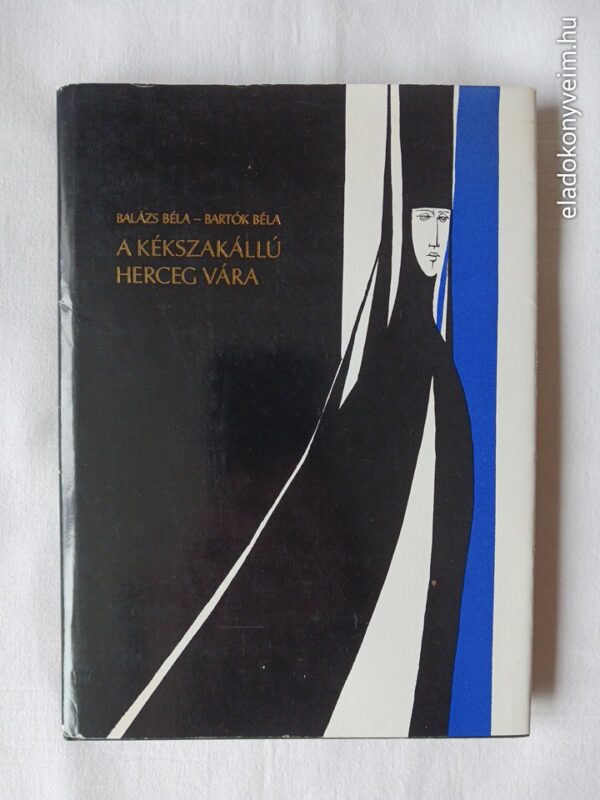 BALÁZS BÉLA – BARTÓK BÉLA
A KÉKSZAKÁLLÚ
HERCEG VÁRA
eladokonyveim.hu